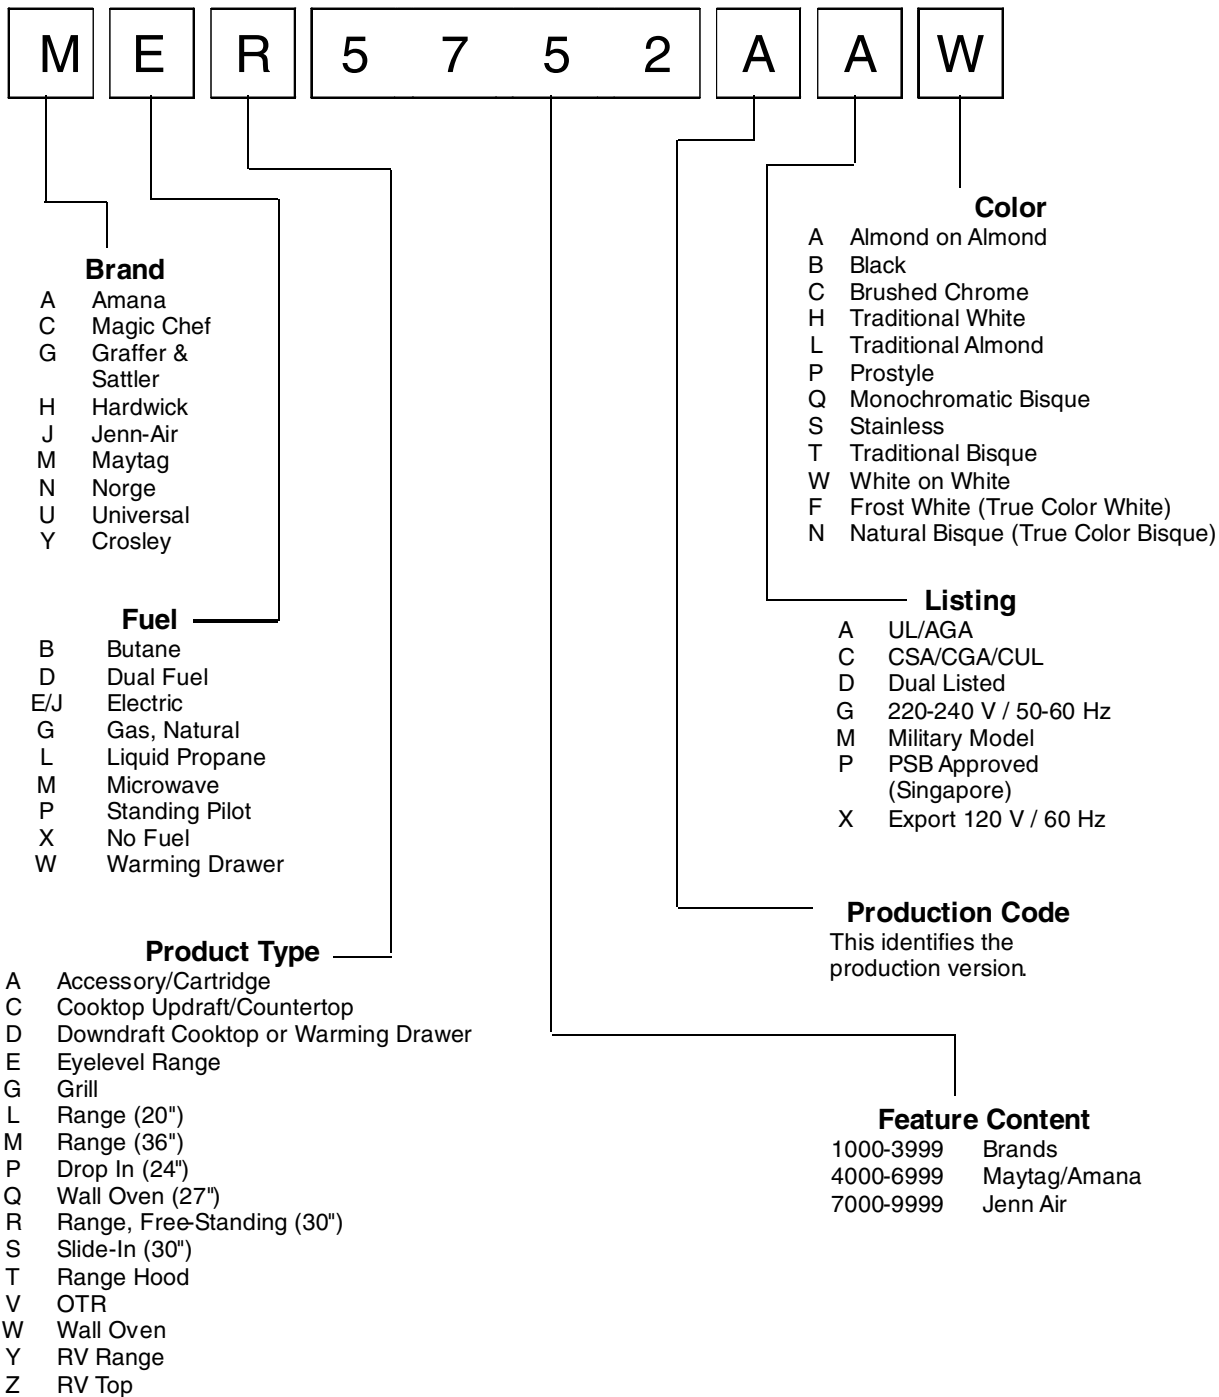 M E R 5 7 5 2 A A W
Brand
A Amana
C Magic Chef
G Graffer &
Sattler
H Hardwick
J Jenn-Air
M Maytag
N Norge
U Universal
Y Crosley
Fuel
B Butane
D Dual Fuel
E/J Electric
G Gas, Natural
L Liquid Propane
M Microwave
P Standing Pilot
X No Fuel
W Warming Drawer
Product Type
A Accessory/Cartridge
C Cooktop Updraft/Countertop
D Downdraft Cooktop or Warming Drawer
E Eyelevel Range
G Grill
L Range (20")
M Range (36")
P Drop In (24")
Q Wall Oven (27")
R Range, Free-Standing (30")
S Slide-In (30")
T Range Hood
V OTR
W Wall Oven
Y RV Range
Z RV Top
Color
A Almond on Almond
B Black
C Brushed Chrome
H Traditional White
L Traditional Almond
P Prostyle
Q Monochromatic Bisque
S Stainless
T Traditional Bisque
W White on White
F Frost White (True Color White)
N Natural Bisque (True Color Bisque)
Listing
A UL/AGA
C CSA/CGA/CUL
D Dual Listed
G 220-240 V / 50-60 Hz
M Military Model
P PSB Approved
(Singapore)
X Export 120 V / 60 Hz
Production Code
This identifies the
production version.
Feature Content
1000-3999 Brands
4000-6999 Maytag/Amana
7000-9999 Jenn Air